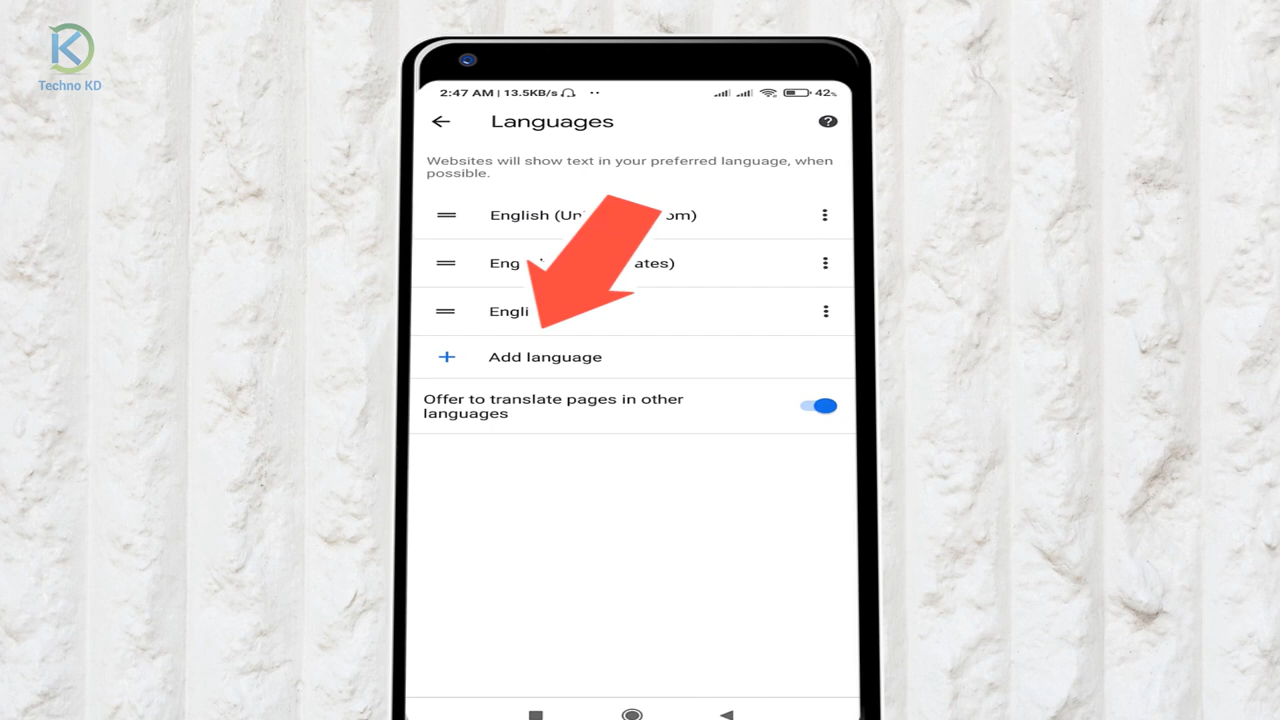 Techno KD
2:47 AM | 13.5KB/s
42%
Languages
Websites will show text in your preferred language, when
possible.
English (Un om)
Eng ates)
Engli
Add language
Offer to translate pages in other
languages